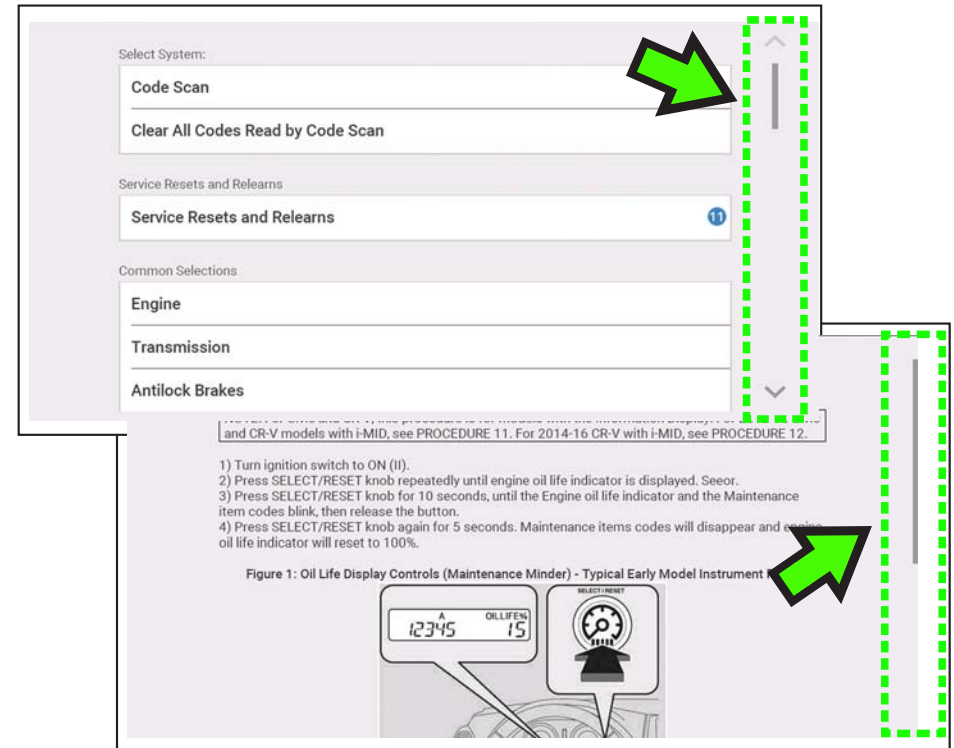 Select System:
Code Scan
Clear All Codes Read by Code Scan
Service Resets and Relearns
Service Resets and Relearns
11
Common Selections
Engine
Transmission
Antilock Brakes
and CR-V models with i-MID, see PROCEDURE 11. For 2014-16 CR-V with i-MID, see PROCEDURE 12.
1) Turn ignition switch to ON (II).
2) Press SELECT/RESET knob repeatedly until engine oil life indicator is displayed. Seeor.
3) Press SELECT/RESET knob for 10 seconds, until the Engine oil life indicator and the Maintenance
item codes blink, then release the button.
4) Press SELECT/RESET knob again for 5 seconds. Maintenance items codes will disappear and engine
oil life indicator will reset to 100%.
Figure 1: Oil Life Display Controls (Maintenance Minder) - Typical Early Model Instrument
SELECT / RESET
A OIL LIFE%
12345 15